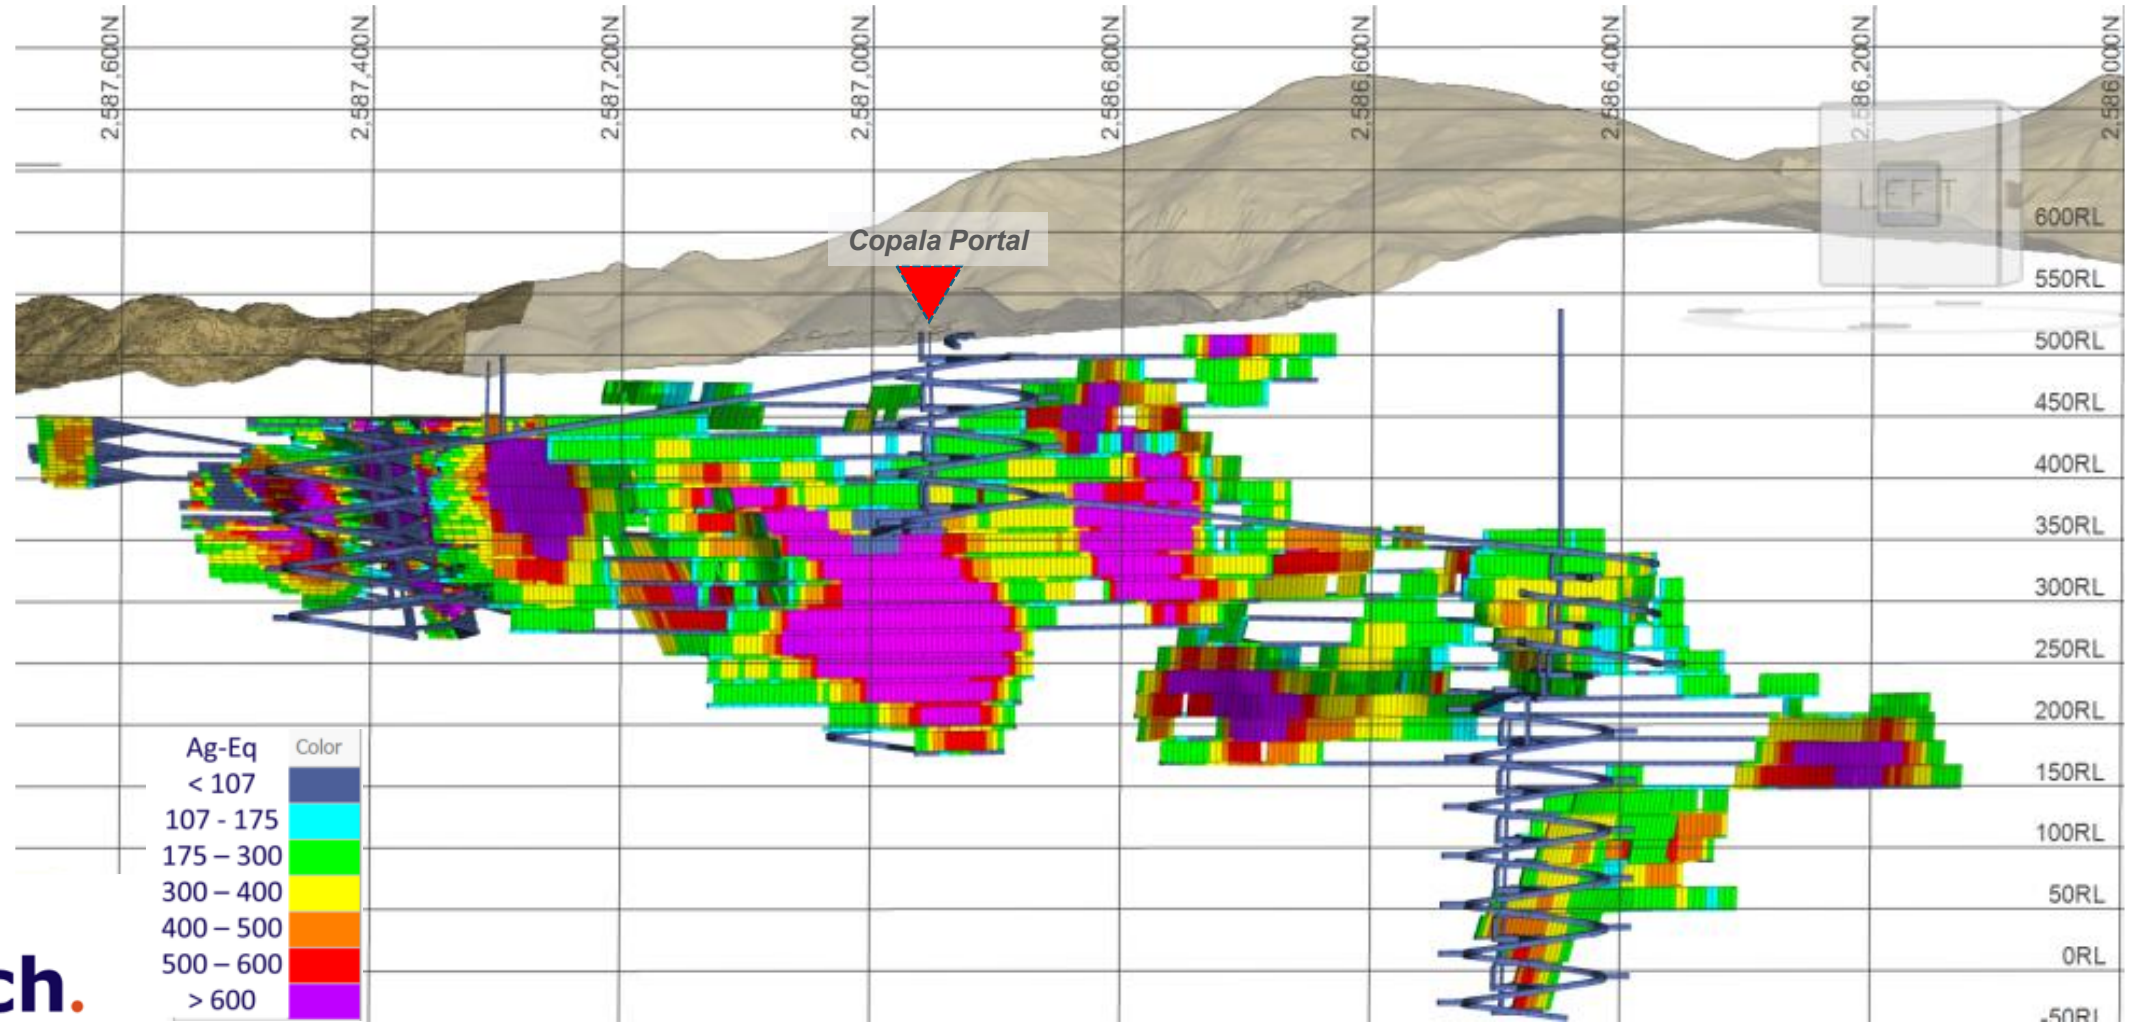 2,587,600N
2,587,400N
2,587,200N
2,587,000N
2,586,800N
2,586,600N
2,586,400N
2,586,200N
2,586,000N
LEFT
Copala Portal
600RL
550RL
500RL
450RL
400RL
350RL
300RL
250RL
200RL
150RL
100RL
50RL
0RL
-50RL
Ag-Eq Color
< 107
107 - 175
175 – 300
300 – 400
400 – 500
500 – 600
> 600
ch.